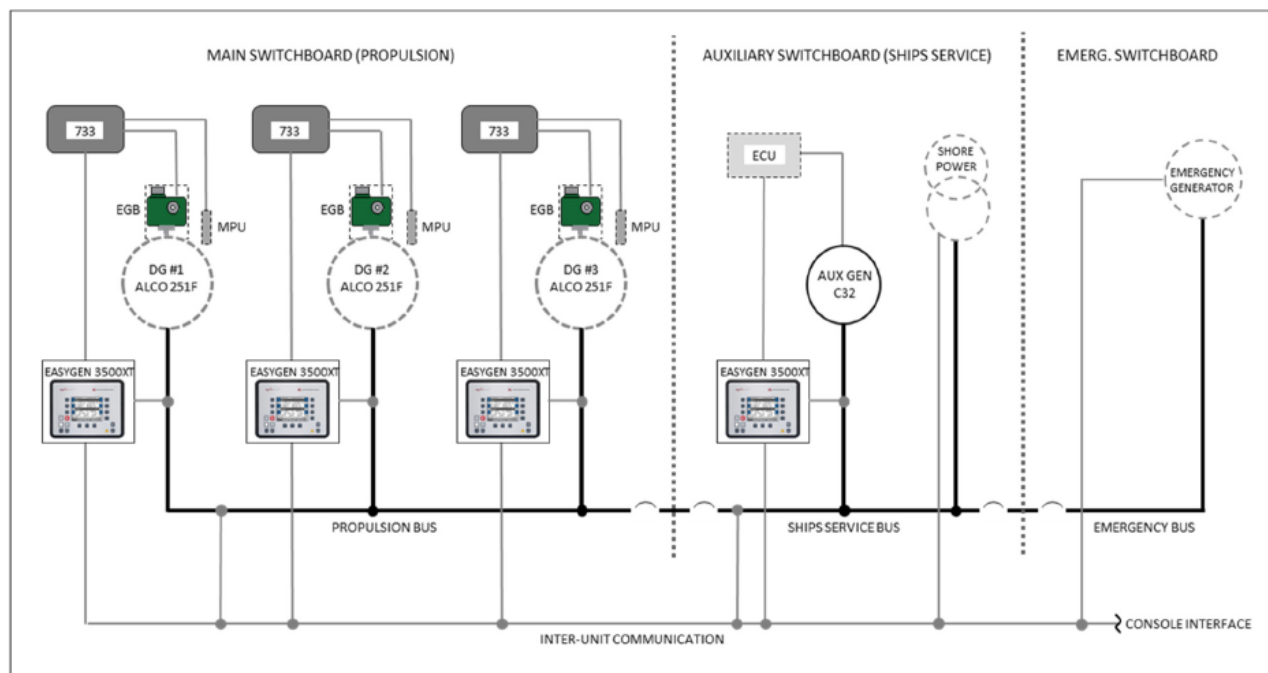 MAIN SWITCHBOARD (PROPULSION)
AUXILIARY SWITCHBOARD (SHIPS SERVICE)
EMERG. SWITCHBOARD
733
733
733
ECU
SHORE
POWER
EMERGENCY
GENERATOR
EGB
MPU
EGB
MPU
EGB
MPU
DG #1
ALCO 251F
DG #2
ALCO 251F
DG #3
ALCO 251F
AUX GEN
C32
EASYGEN 3500XT
EASYGEN 3500XT
EASYGEN 3500XT
EASYGEN 3500XT
PROPULSION BUS
SHIPS SERVICE BUS
EMERGENCY BUS
INTER-UNIT COMMUNICATION
CONSOLE INTERFACE